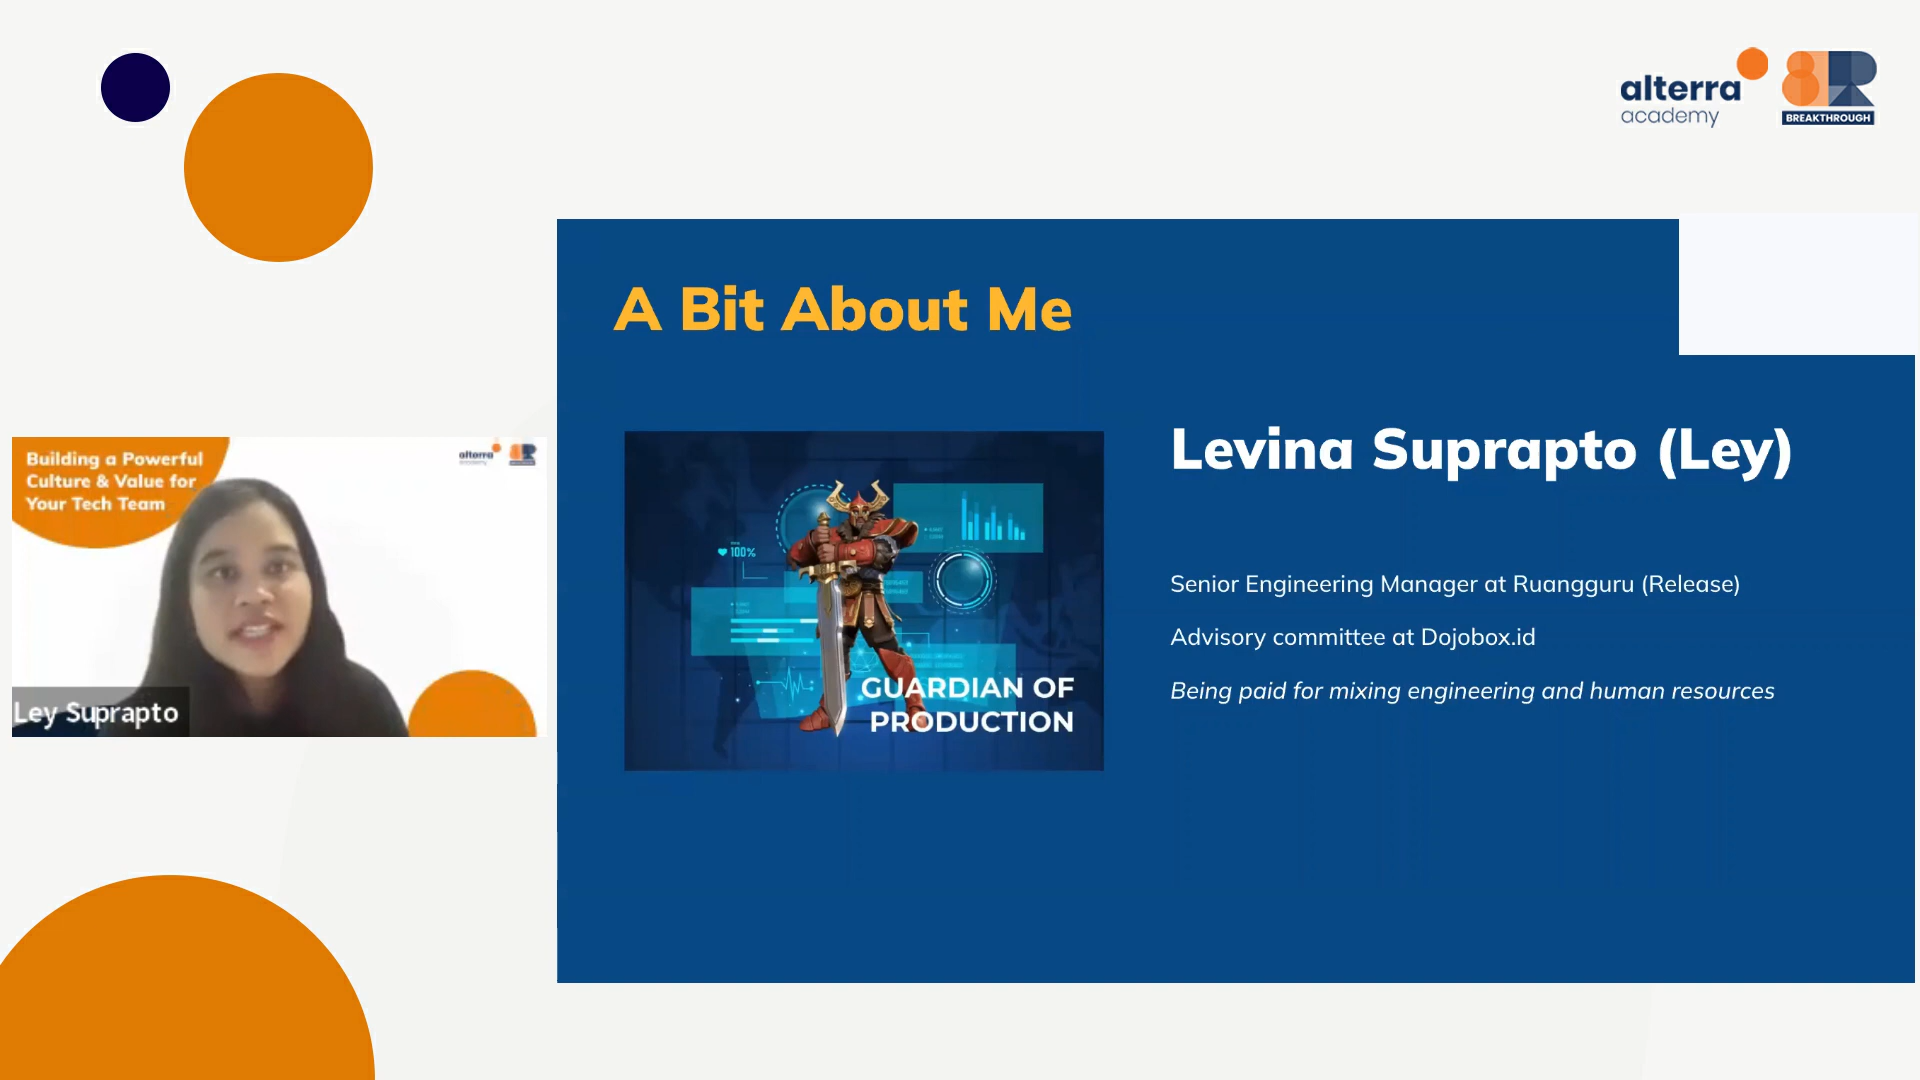 alterra
academy
BREAKTHROUGH
A Bit About Me
Building a Powerful
Culture & Value for
Your Tech Team
alterra
Ley Suprapto
100%
GUARDIAN OF
PRODUCTION
Levina Suprapto (Ley)
Senior Engineering Manager at Ruangguru (Release)
Advisory committee at Dojobox.id
Being paid for mixing engineering and human resources